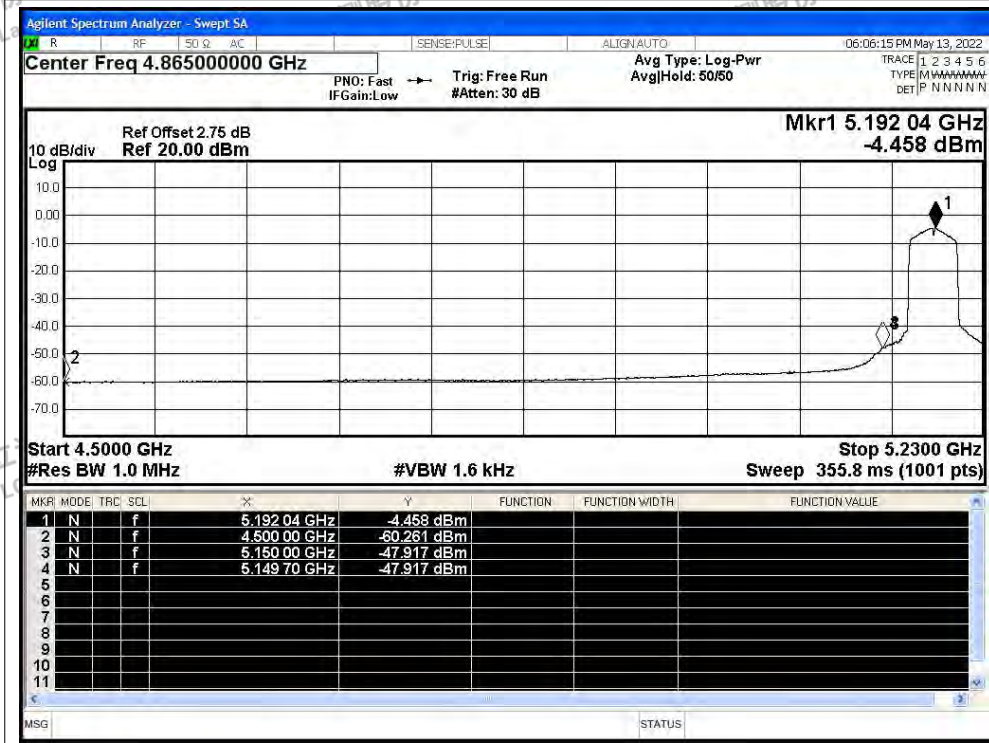 Agilent Spectrum Analyzer - Swept SA
R RF 50 Ω AC SENSE:PULSE ALIGN AUTO 06:06:15 PM May 13, 2022
Center Freq 4.865000000 GHz
PNO: Fast
IFGain:Low
Trig: Free Run
#Atten: 30 dB
Avg Type: Log-Pwr
Avg|Hold: 50/50
TRACE 1 2 3 4 5 6
TYPE M WWWWW
DET P N N N N N
Mkr1 5.192 04 GHz
-4.458 dBm
Ref Offset 2.75 dB
10 dB/div Ref 20.00 dBm
Log
10.0
0.00
-10.0
-20.0
-30.0
-40.0
-50.0
-60.0
-70.0
1
2
Start 4.5000 GHz
Stop 5.2300 GHz
#Res BW 1.0 MHz
#VBW 1.6 kHz
Sweep 355.8 ms (1001 pts)
MKR MODE TRC SCL X Y FUNCTION FUNCTION WIDTH FUNCTION VALUE
1 N f 5.192 04 GHz -4.458 dBm
2 N f 4.500 00 GHz -60.261 dBm
3 N f 5.150 00 GHz -47.917 dBm
4 N f 5.149 70 GHz -47.917 dBm
5
6
7
8
9
10
11
MSG STATUS